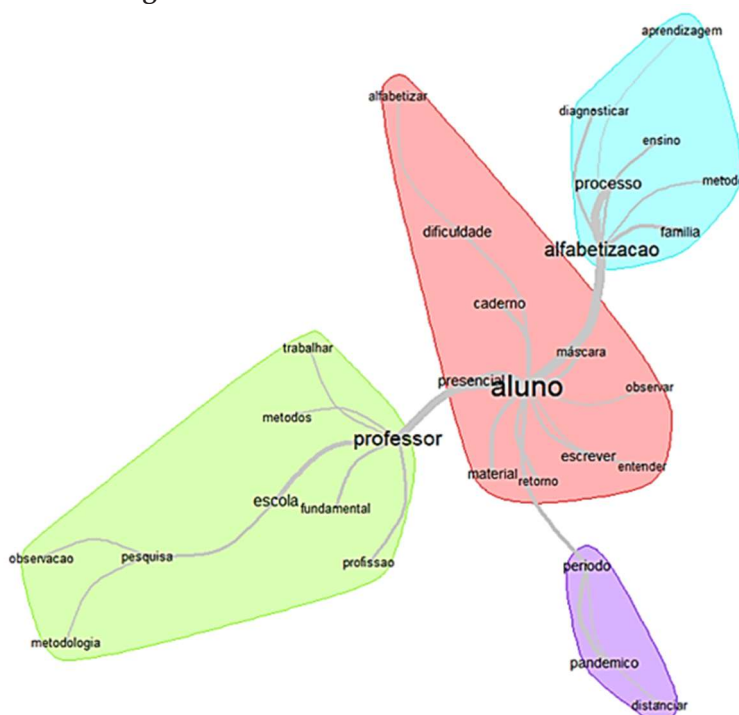 aprendizagem
alfabetizar
diagnosticar
ensino
processo
metodo
dificuldade
familia
alfabetizacao
caderno
trabalhar
máscara
presencial
aluno
observar
metodos
professor
escrever
material
entender
retorno
escola
fundamental
observacao
pesquisa
profissao
periodo
metodologia
pandemico
distanciar